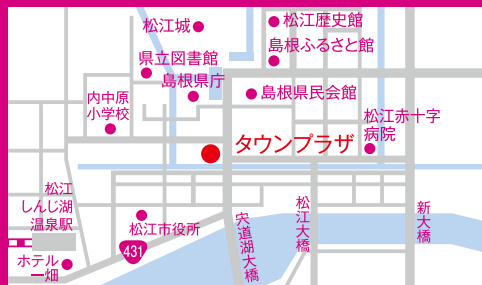 松江城
松江歴史館
島根ふるさと館
県立図書館
島根県庁
島根県民会館
内中原
小学校
松江赤十字
病院
タウンプラザ
松江
しんじ湖
温泉駅
松江市役所
431
宍道湖大橋
松江大橋
新大橋
ホテル
一畑